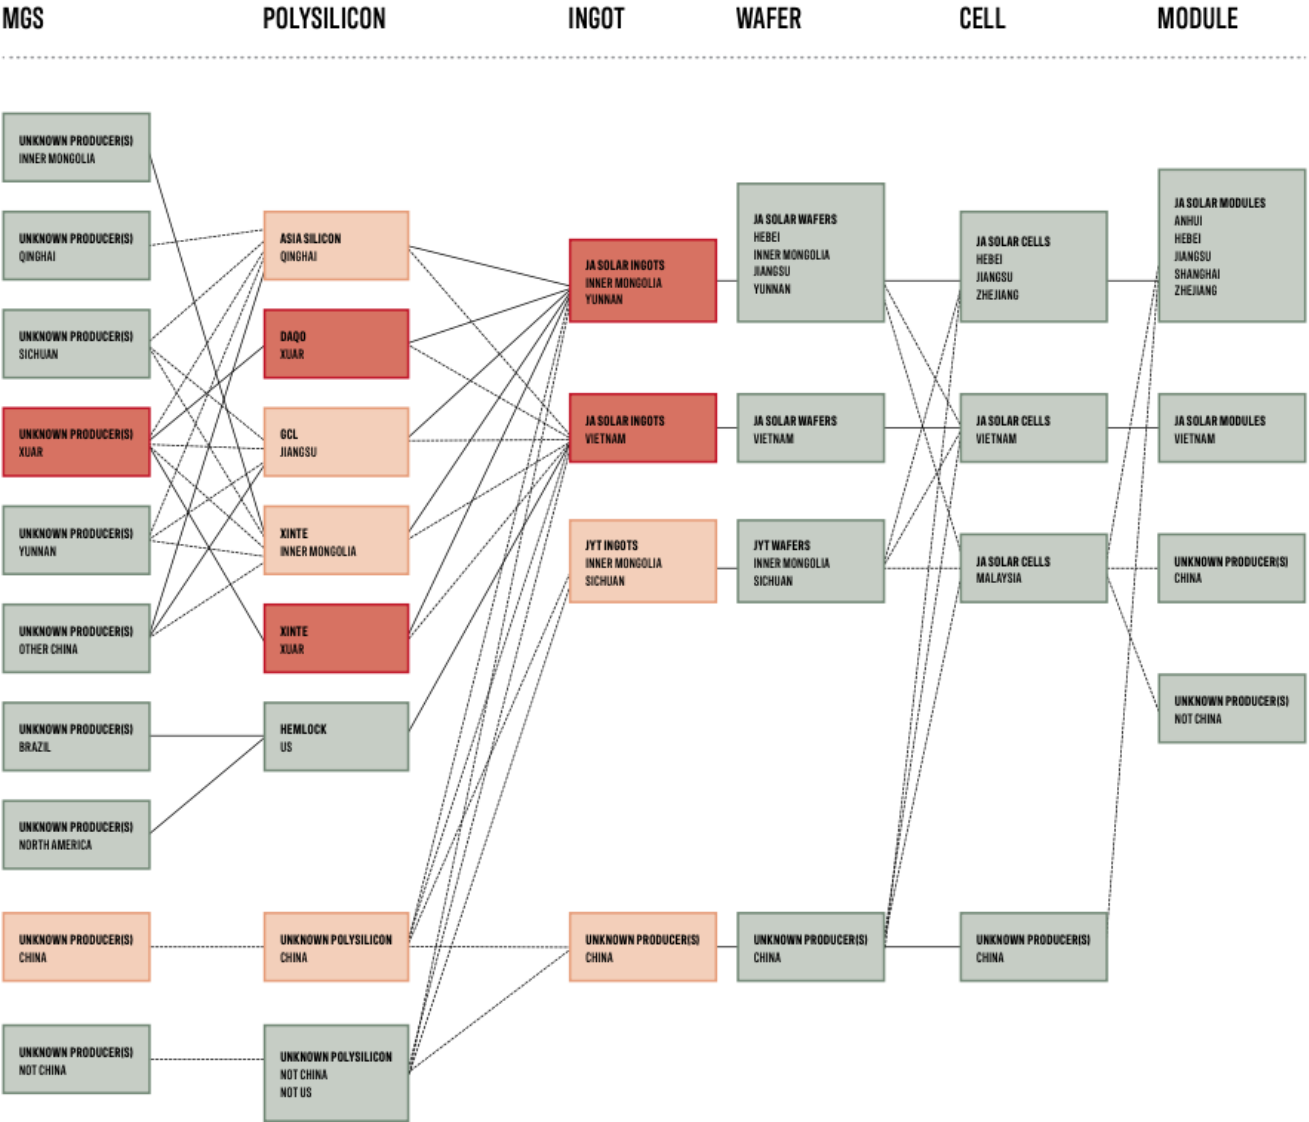 MGS
POLYSILICON
INGOT
WAFER
CELL
MODULE
UNKNOWN PRODUCER(S)
INNER MONGOLIA
UNKNOWN PRODUCER(S)
QINGHAI
UNKNOWN PRODUCER(S)
SICHUAN
UNKNOWN PRODUCER(S)
XUAR
UNKNOWN PRODUCER(S)
YUNNAN
UNKNOWN PRODUCER(S)
OTHER CHINA
UNKNOWN PRODUCER(S)
BRAZIL
UNKNOWN PRODUCER(S)
NORTH AMERICA
UNKNOWN PRODUCER(S)
CHINA
UNKNOWN PRODUCER(S)
NOT CHINA
ASIA SILICON
QINGHAI
DAQO
XUAR
GCL
JIANGSU
XINTE
INNER MONGOLIA
XINTE
XUAR
HEMLOCK
US
UNKNOWN POLYSILICON
CHINA
UNKNOWN POLYSILICON
NOT CHINA
NOT US
JA SOLAR INGOTS
INNER MONGOLIA
YUNNAN
JA SOLAR INGOTS
VIETNAM
JYT INGOTS
INNER MONGOLIA
SICHUAN
UNKNOWN PRODUCER(S)
CHINA
JA SOLAR WAFERS
HEBEI
INNER MONGOLIA
JIANGSU
YUNNAN
JA SOLAR WAFERS
VIETNAM
JYT WAFERS
INNER MONGOLIA
SICHUAN
UNKNOWN PRODUCER(S)
CHINA
JA SOLAR CELLS
HEBEI
JIANGSU
ZHEJIANG
JA SOLAR CELLS
VIETNAM
JA SOLAR CELLS
MALAYSIA
UNKNOWN PRODUCER(S)
CHINA
JA SOLAR MODULES
ANHUI
HEBEI
JIANGSU
SHANGHAI
ZHEJIANG
JA SOLAR MODULES
VIETNAM
UNKNOWN PRODUCER(S)
CHINA
UNKNOWN PRODUCER(S)
NOT CHINA